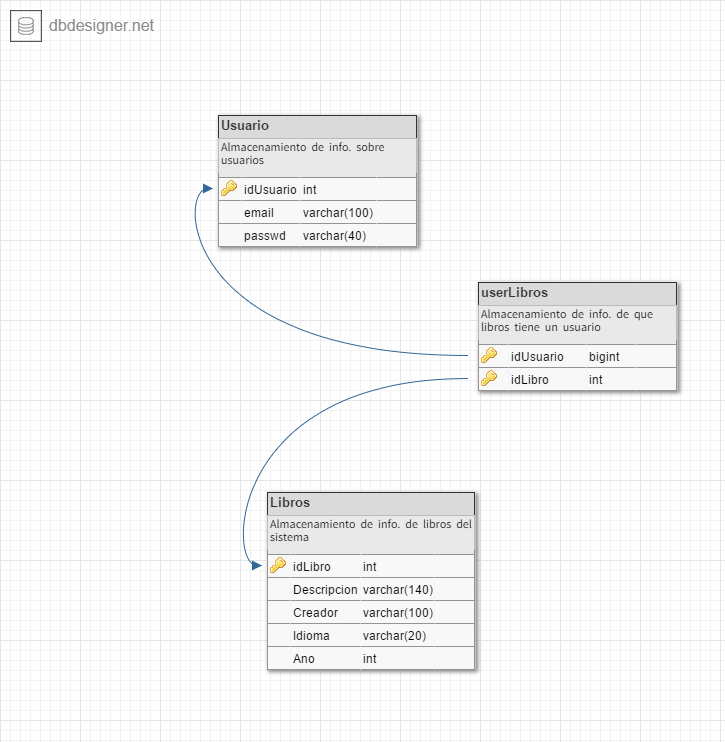 dbdesigner.net
Usuario
Almacenamiento de info. sobre
usuarios
idUsuario int
email varchar(100)
passwd varchar(40)
userLibros
Almacenamiento de info. de que
libros tiene un usuario
idUsuario bigint
idLibro int
Libros
Almacenamiento de info. de libros del
sistema
idLibro int
Descripcion varchar(140)
Creador varchar(100)
Idioma varchar(20)
Ano int